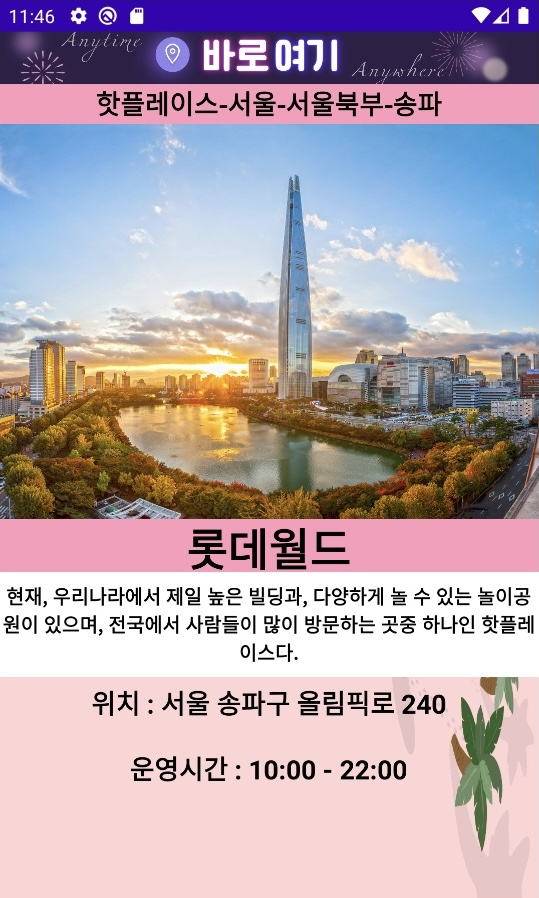 11:46
Anytime
바로여기
Anywhere
핫플레이스-서울-서울북부-송파
롯데월드
현재, 우리나라에서 제일 높은 빌딩과, 다양하게 놀 수 있는 놀이공
원이 있으며, 전국에서 사람들이 많이 방문하는 곳중 하나인 핫플레
이스다.
위치 : 서울 송파구 올림픽로 240
운영시간 : 10:00 - 22:00